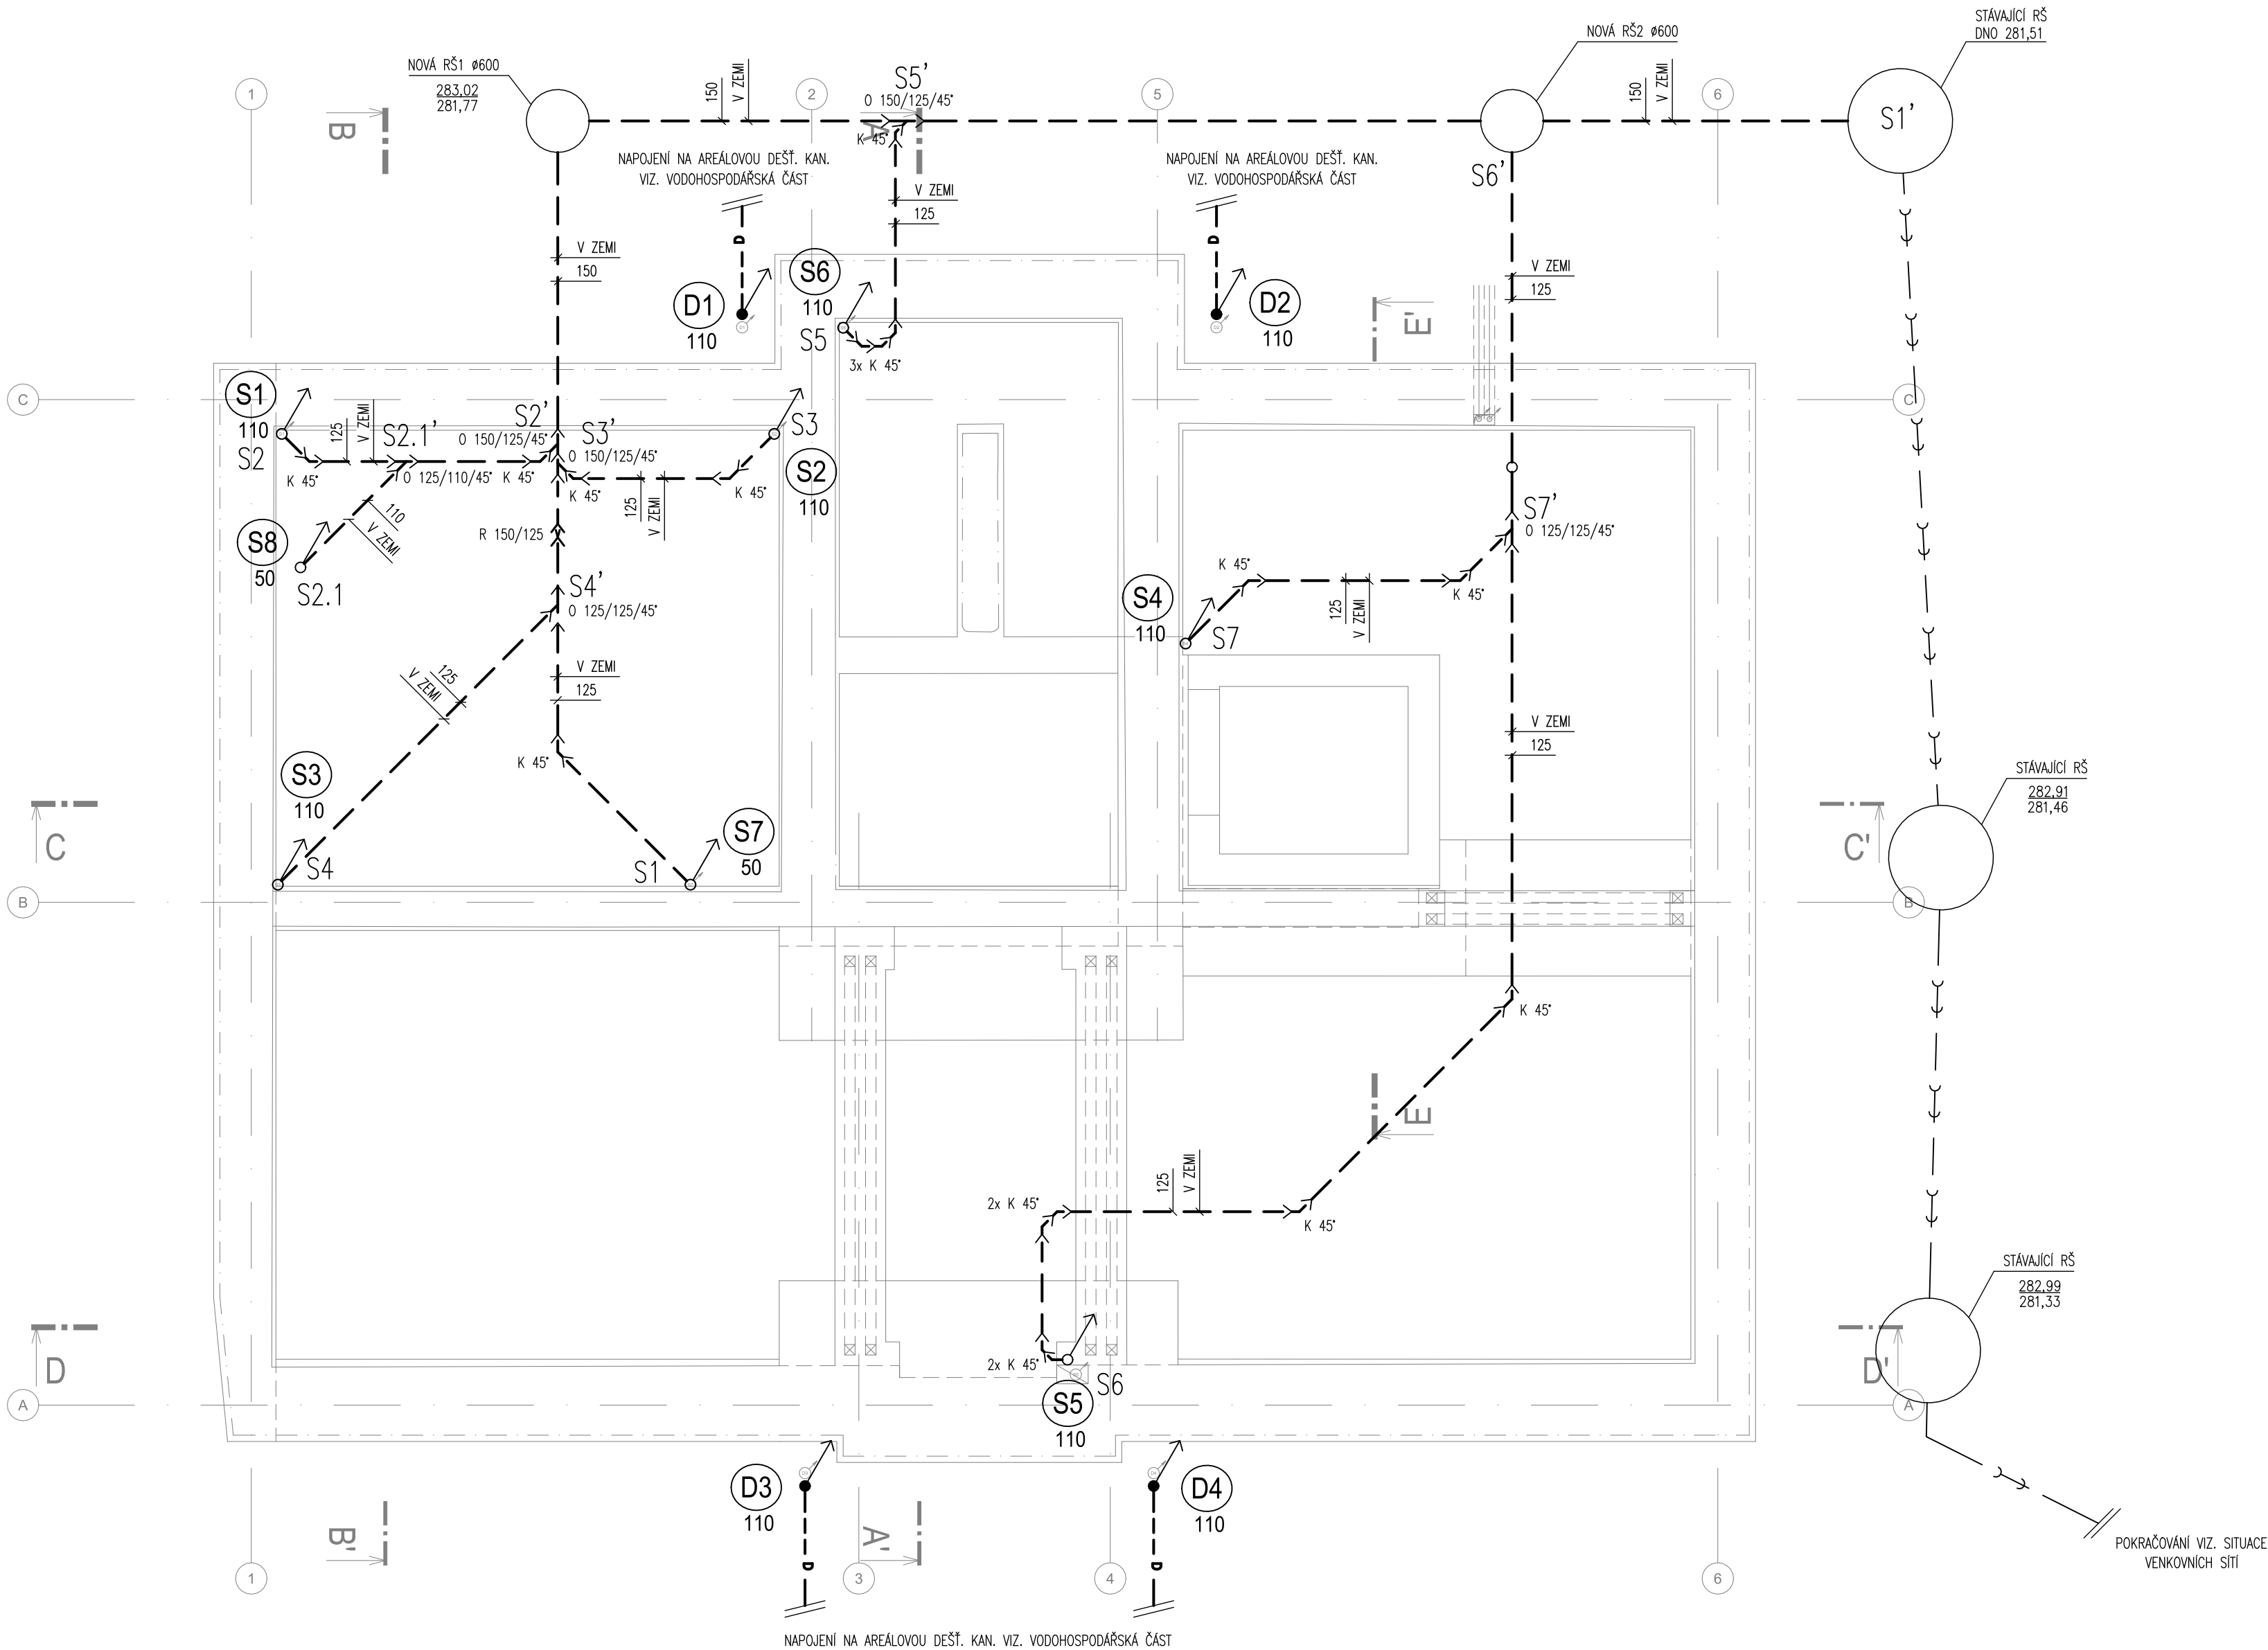 STÁVAJÍCÍ RŠ
DNO 281,51
NOVÁ RŠ2 ø600
NOVÁ RŠ1 ø600
283,02
281,77
1
2
5
6
S5'
O 150/125/45°
150
V ZEMI
150
V ZEMI
S1'
B
A
K 45°
NAPOJENÍ NA AREÁLOVOU DEŠŤ. KAN.
VIZ. VODOHOSPODÁŘSKÁ ČÁST
NAPOJENÍ NA AREÁLOVOU DEŠŤ. KAN.
VIZ. VODOHOSPODÁŘSKÁ ČÁST
S6'
V ZEMI
125
V ZEMI
150
D
D
V ZEMI
125
S6
110
D1
110
D2
110
S5
3x K 45°
E'
C
C
S1
110
S2
125
V ZEMI
S2.1'
S2'
O 150/125/45°
S3'
O 150/125/45°
S3
S2
110
K 45°
O 125/110/45°
K 45°
K 45°
K 45°
125
V ZEMI
110
V ZEMI
S8
50
S2.1
R 150/125
S4'
O 125/125/45°
S7'
O 125/125/45°
K 45°
K 45°
125
V ZEMI
S4
110
S7
V ZEMI
125
125
V ZEMI
K 45°
V ZEMI
125
S3
110
S4
S7
50
S1
STÁVAJÍCÍ RŠ
282,91
281,46
C
C'
B
B
K 45°
E
125
V ZEMI
2x K 45°
K 45°
STÁVAJÍCÍ RŠ
282,99
281,33
2x K 45°
S6
S5
110
D
D'
A
A
D3
110
D4
110
B'
A'
D
D
1
3
4
6
POKRAČOVÁNÍ VIZ. SITUACE
VENKOVNÍCH SÍTÍ
NAPOJENÍ NA AREÁLOVOU DEŠŤ. KAN. VIZ. VODOHOSPODÁŘSKÁ ČÁST